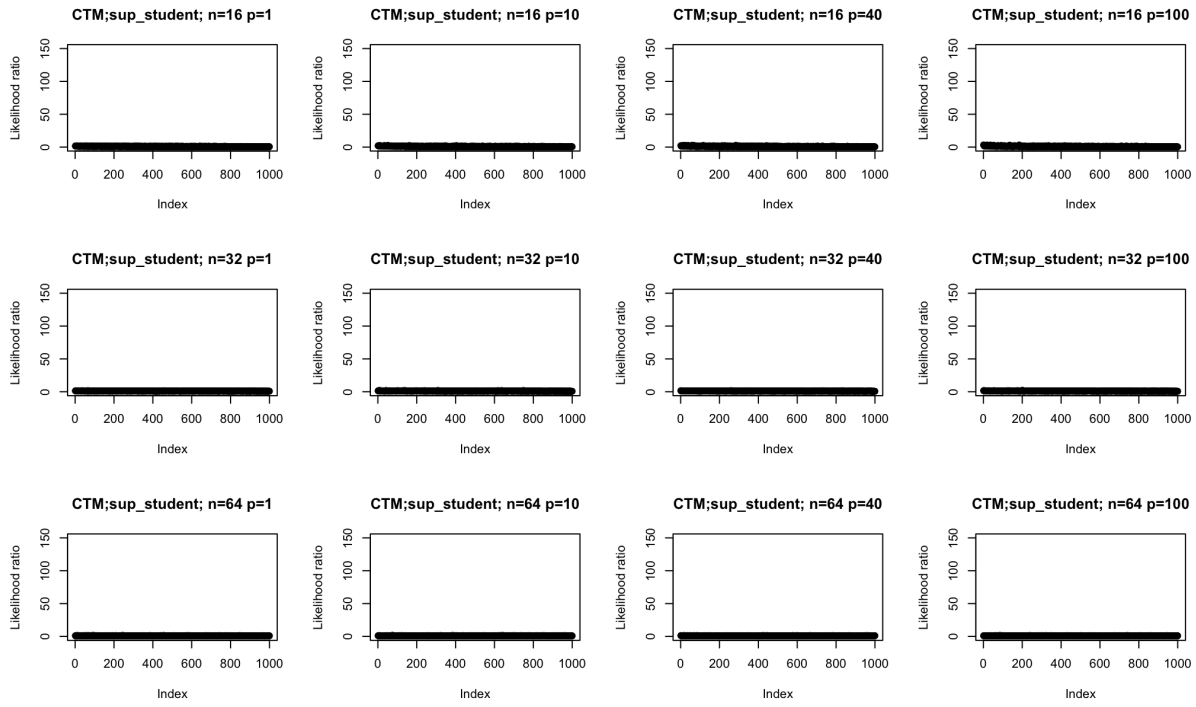 CTM;sup_student; n=16 p=1
Likelihood ratio
0 50 100 150
0 200 400 600 800 1000
Index
CTM;sup_student; n=16 p=10
Likelihood ratio
0 50 100 150
0 200 400 600 800 1000
Index
CTM;sup_student; n=16 p=40
Likelihood ratio
0 50 100 150
0 200 400 600 800 1000
Index
CTM;sup_student; n=16 p=100
Likelihood ratio
0 50 100 150
0 200 400 600 800 1000
Index
CTM;sup_student; n=32 p=1
Likelihood ratio
0 50 100 150
0 200 400 600 800 1000
Index
CTM;sup_student; n=32 p=10
Likelihood ratio
0 50 100 150
0 200 400 600 800 1000
Index
CTM;sup_student; n=32 p=40
Likelihood ratio
0 50 100 150
0 200 400 600 800 1000
Index
CTM;sup_student; n=32 p=100
Likelihood ratio
0 50 100 150
0 200 400 600 800 1000
Index
CTM;sup_student; n=64 p=1
Likelihood ratio
0 50 100 150
0 200 400 600 800 1000
Index
CTM;sup_student; n=64 p=10
Likelihood ratio
0 50 100 150
0 200 400 600 800 1000
Index
CTM;sup_student; n=64 p=40
Likelihood ratio
0 50 100 150
0 200 400 600 800 1000
Index
CTM;sup_student; n=64 p=100
Likelihood ratio
0 50 100 150
0 200 400 600 800 1000
Index